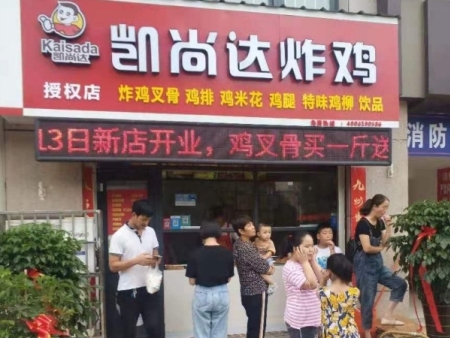 Kaisada
凯尚达
凯尚达炸鸡
授权店
炸鸡叉骨 鸡排 鸡米花 鸡腿 特味鸡柳 饮品
13日新店开业，鸡叉骨买一斤送
消防
九